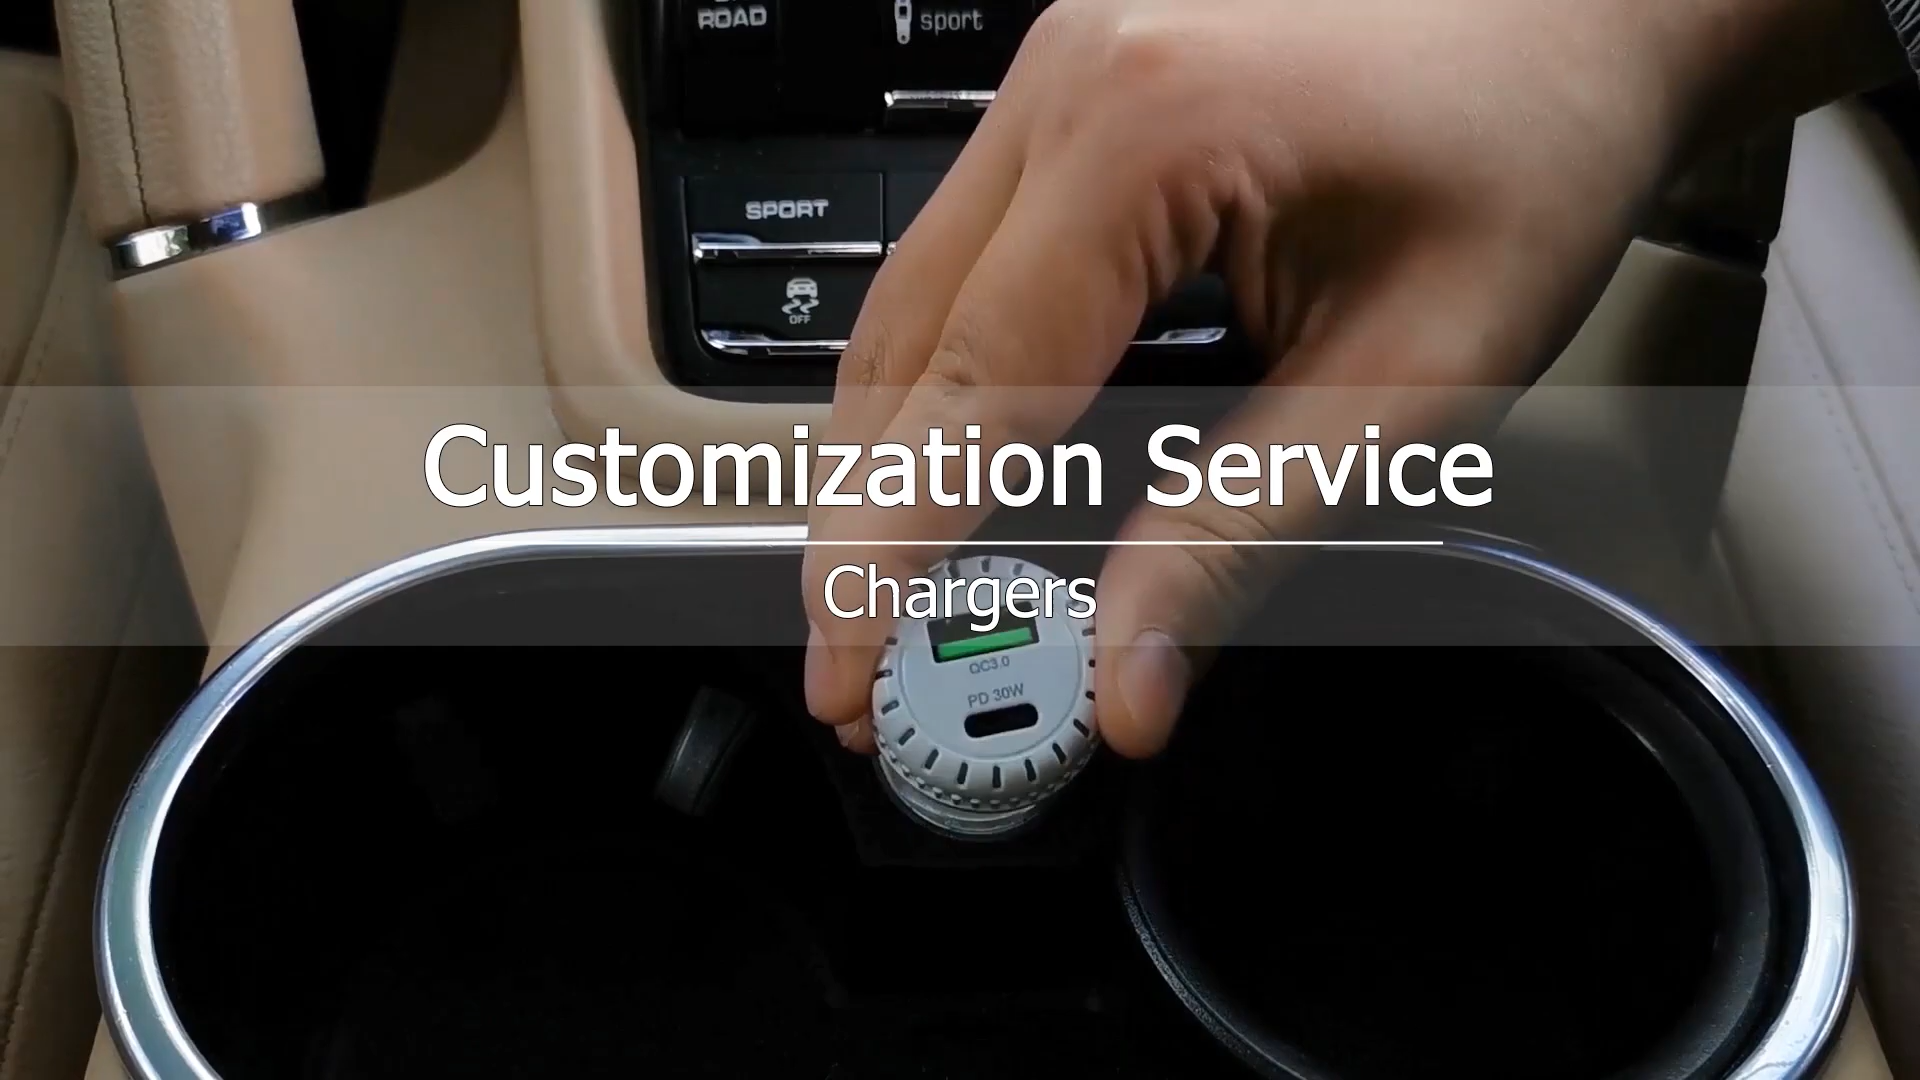 ROAD
sport
SPORT
OFF
Customization Service
Chargers
QC3.0
PD 30W